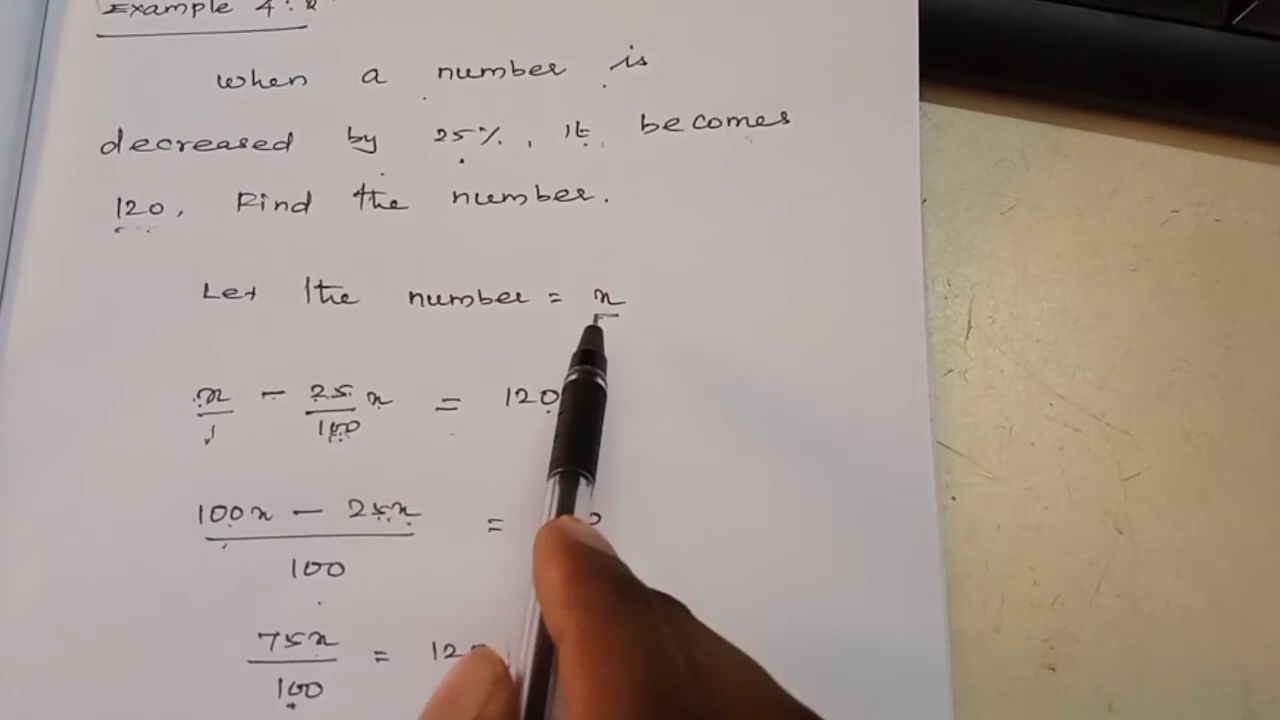 Example 4.
when a number is
decreased by 25%, it becomes
120, Find the number.
Let the number = x
x/1 - 25/100 x = 120
100x - 25x / 100 =
75x / 100 = 120